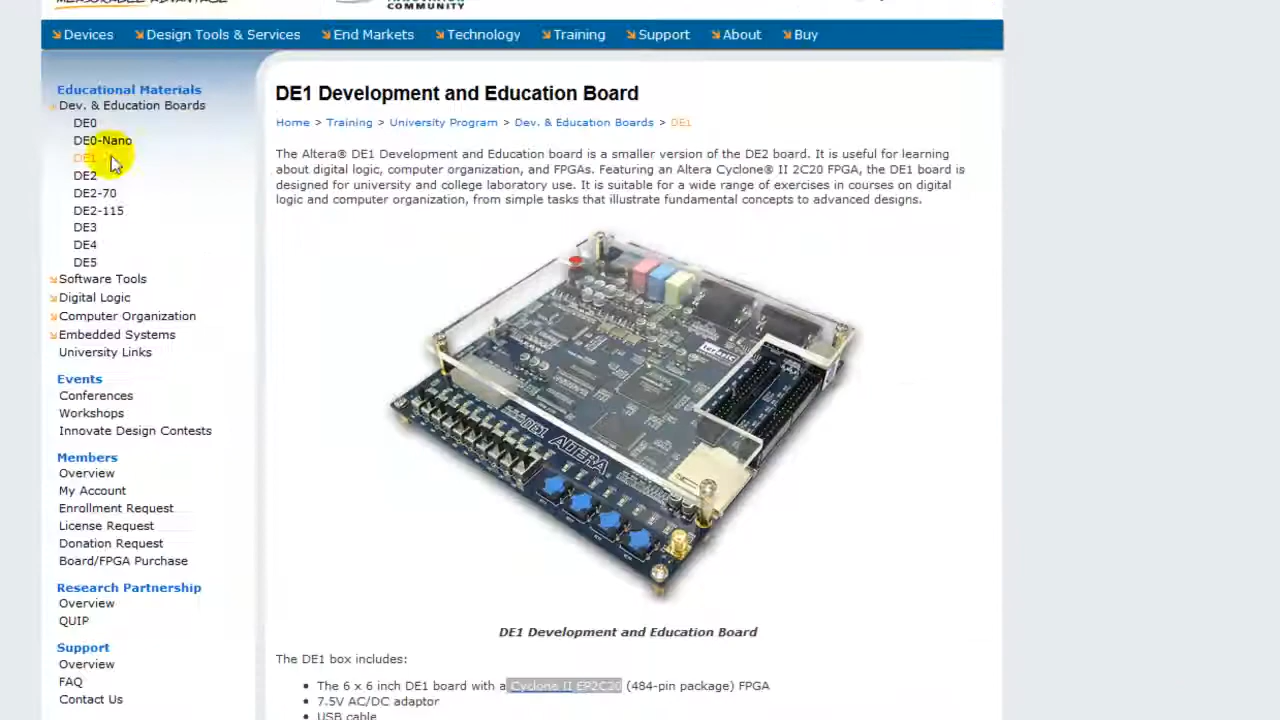 MEASURABLE ADVANTAGE
COMMUNITY
Devices
Design Tools & Services
End Markets
Technology
Training
Support
About
Buy
Educational Materials
Dev. & Education Boards
DE0
DE0-Nano
DE1
DE2
DE2-70
DE2-115
DE3
DE4
DE5
Software Tools
Digital Logic
Computer Organization
Embedded Systems
University Links
Events
Conferences
Workshops
Innovate Design Contests
Members
Overview
My Account
Enrollment Request
License Request
Donation Request
Board/FPGA Purchase
Research Partnership
Overview
QUIP
Support
Overview
FAQ
Contact Us
DE1 Development and Education Board
Home > Training > University Program > Dev. & Education Boards > DE1
The Altera® DE1 Development and Education board is a smaller version of the DE2 board. It is useful for learning
about digital logic, computer organization, and FPGAs. Featuring an Altera Cyclone® II 2C20 FPGA, the DE1 board is
designed for university and college laboratory use. It is suitable for a wide range of exercises in courses on digital
logic and computer organization, from simple tasks that illustrate fundamental concepts to advanced designs.
terasic
DE1 ALTERA
DE1 Development and Education Board
The DE1 box includes:
• The 6 x 6 inch DE1 board with a Cyclone II EP2C20 (484-pin package) FPGA
• 7.5V AC/DC adaptor
• USB cable